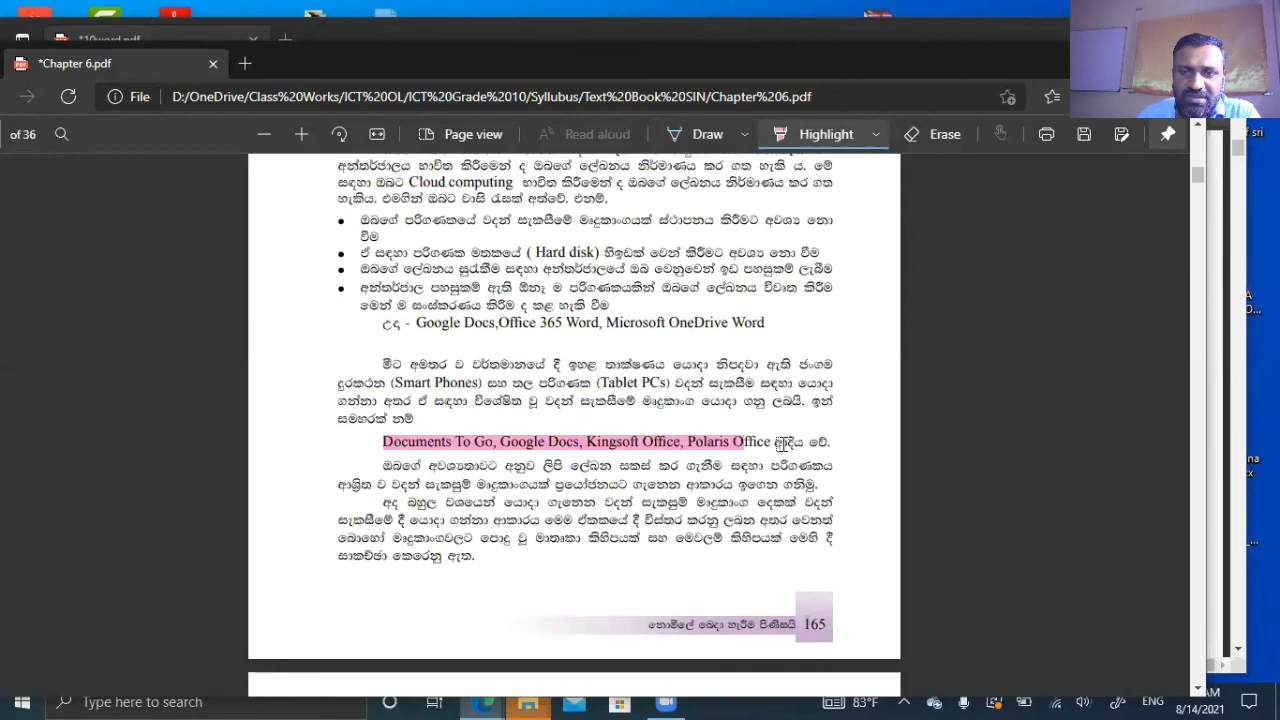 *10word.pdf
*Chapter 6.pdf
File D:/OneDrive/Class%20Works/ICT%20OL/ICT%20Grade%2010/Syllubus/Text%20Book%20SIN/Chapter%206.pdf
of 36 Page view Read aloud Draw Highlight Erase
අන්තර්ජාලය භාවිත කිරීමෙන් ද ඔබගේ ලේඛනය නිර්මාණය කර ගත හැකි ය. මේ
සඳහා ඔබට Cloud computing භාවිත කිරීමෙන් ද ඔබගේ ලේඛනය නිර්මාණය කර ගත
හැකිය. එමගින් ඔබට වාසි රැසක් අත්වේ. එනම්,
• ඔබගේ පරිගණකයේ වදන් සැකසීමේ මෘදුකාංගයක් ස්ථාපනය කිරීමට අවශ්‍ය නො
වීම
• ඒ සඳහා පරිගණක මතකයේ ( Hard disk) හිඉඩක් වෙන් කිරීමට අවශ්‍ය නො වීම
• ඔබගේ ලේඛනය සුරැකීම සඳහා අන්තර්ජාලයේ ඔබ වෙනුවෙන් ඉඩ පහසුකම් ලැබීම
• අන්තර්ජාල පහසුකම් ඇති ඕනෑ ම පරිගණකයකින් ඔබගේ ලේඛනය විවෘත කිරීම
මෙන් ම සංස්කරණය කිරීම ද කළ හැකි වීම
උදා - Google Docs,Office 365 Word, Microsoft OneDrive Word
මීට අමතර ව වර්තමානයේ දී ඉහළ තාක්ෂණය යොදා නිපදවා ඇති ජංගම
දුරකථන (Smart Phones) සහ තල පරිගණක (Tablet PCs) වදන් සැකසීම සඳහා යොදා
ගන්නා අතර ඒ සඳහා විශේෂිත වූ වදන් සැකසීමේ මෘදුකාංග යොදා ගනු ලබයි. ඉන්
සමහරක් නම්
Documents To Go, Google Docs, Kingsoft Office, Polaris Office ආදිය වේ.
ඔබගේ අවශ්‍යතාවට අනුව ලිපි ලේඛන සකස් කර ගැනීම සඳහා පරිගණකය
ආශ්‍රිත ව වදන් සැකසුම් මෘදුකාංගයක් ප්‍රයෝජනයට ගැනෙන ආකාරය ඉගෙන ගනිමු.
අද බහුල වශයෙන් යොදා ගැනෙන වදන් සැකසුම් මෘදුකාංග දෙකක් වදන්
සැකසීමේ දී යොදා ගන්නා ආකාරය මෙම ඒකකයේ දී විස්තර කරනු ලබන අතර වෙනත්
බොහෝ මෘදුකාංගවලට පොදු වූ මාතෘකා කිහිපයක් සහ මෙවලම් කිහිපයක් මෙහි දී
සාකච්ඡා කෙරෙනු ඇත.
නොමිලේ බෙදා හැරීම පිණිසයි 165
Type here to search 83°F ENG
8/14/2021